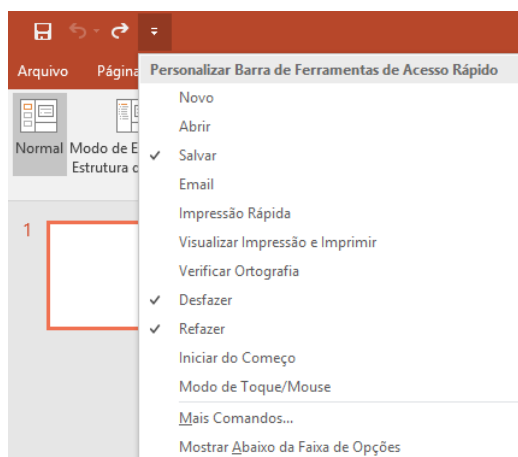 Arquivo Página
Personalizar Barra de Ferramentas de Acesso Rápido
Novo
Abrir
Salvar
Email
Impressão Rápida
Visualizar Impressão e Imprimir
Verificar Ortografia
Desfazer
Refazer
Iniciar do Começo
Modo de Toque/Mouse
Mais Comandos...
Mostrar Abaixo da Faixa de Opções
Normal
Modo de E
Estrutura d
1